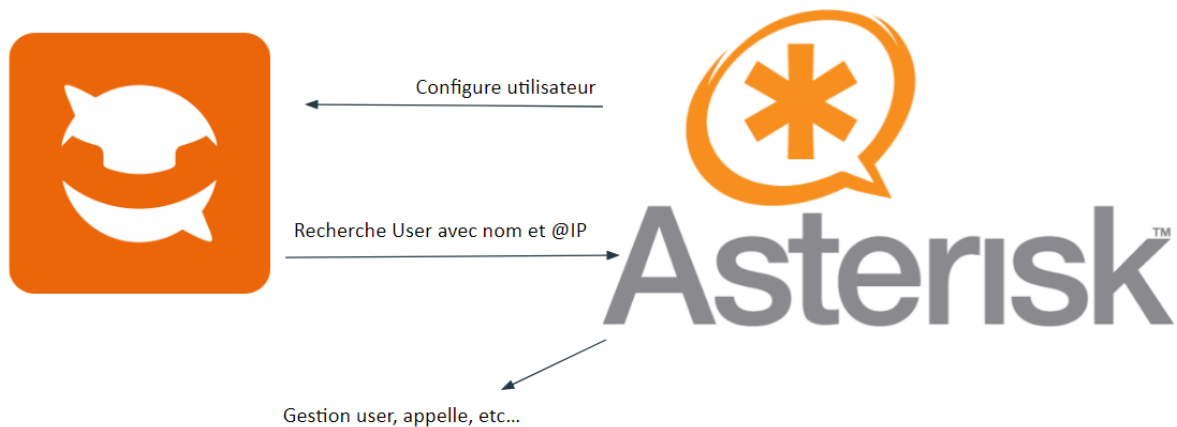 Configure utilisateur
Recherche User avec nom et @IP
Asterisk™
Gestion user, appelle, etc…